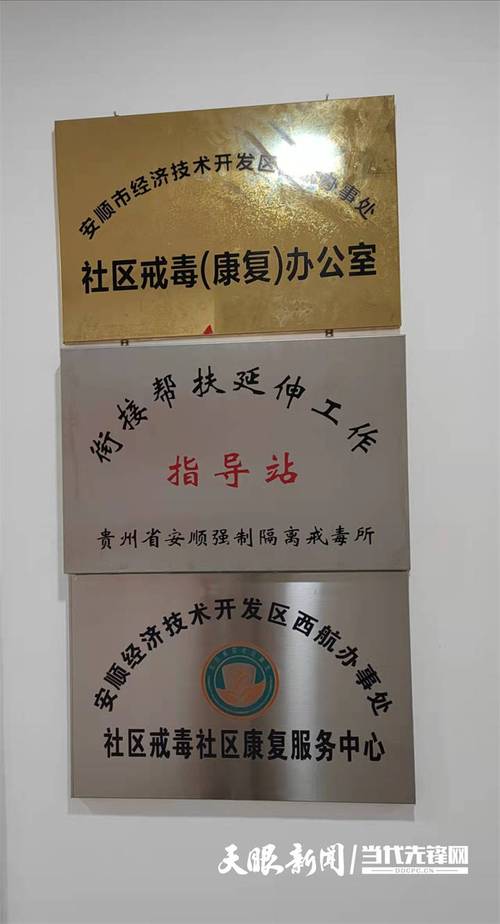 安顺市经济技术开发区办事处
社区戒毒(康复)办公室
衔接帮扶延伸工作
指导站
贵州省安顺强制隔离戒毒所
安顺经济技术开发区西航办事处
社区戒毒社区康复服务中心
天眼新闻 当代先锋网
DDCPC.CN